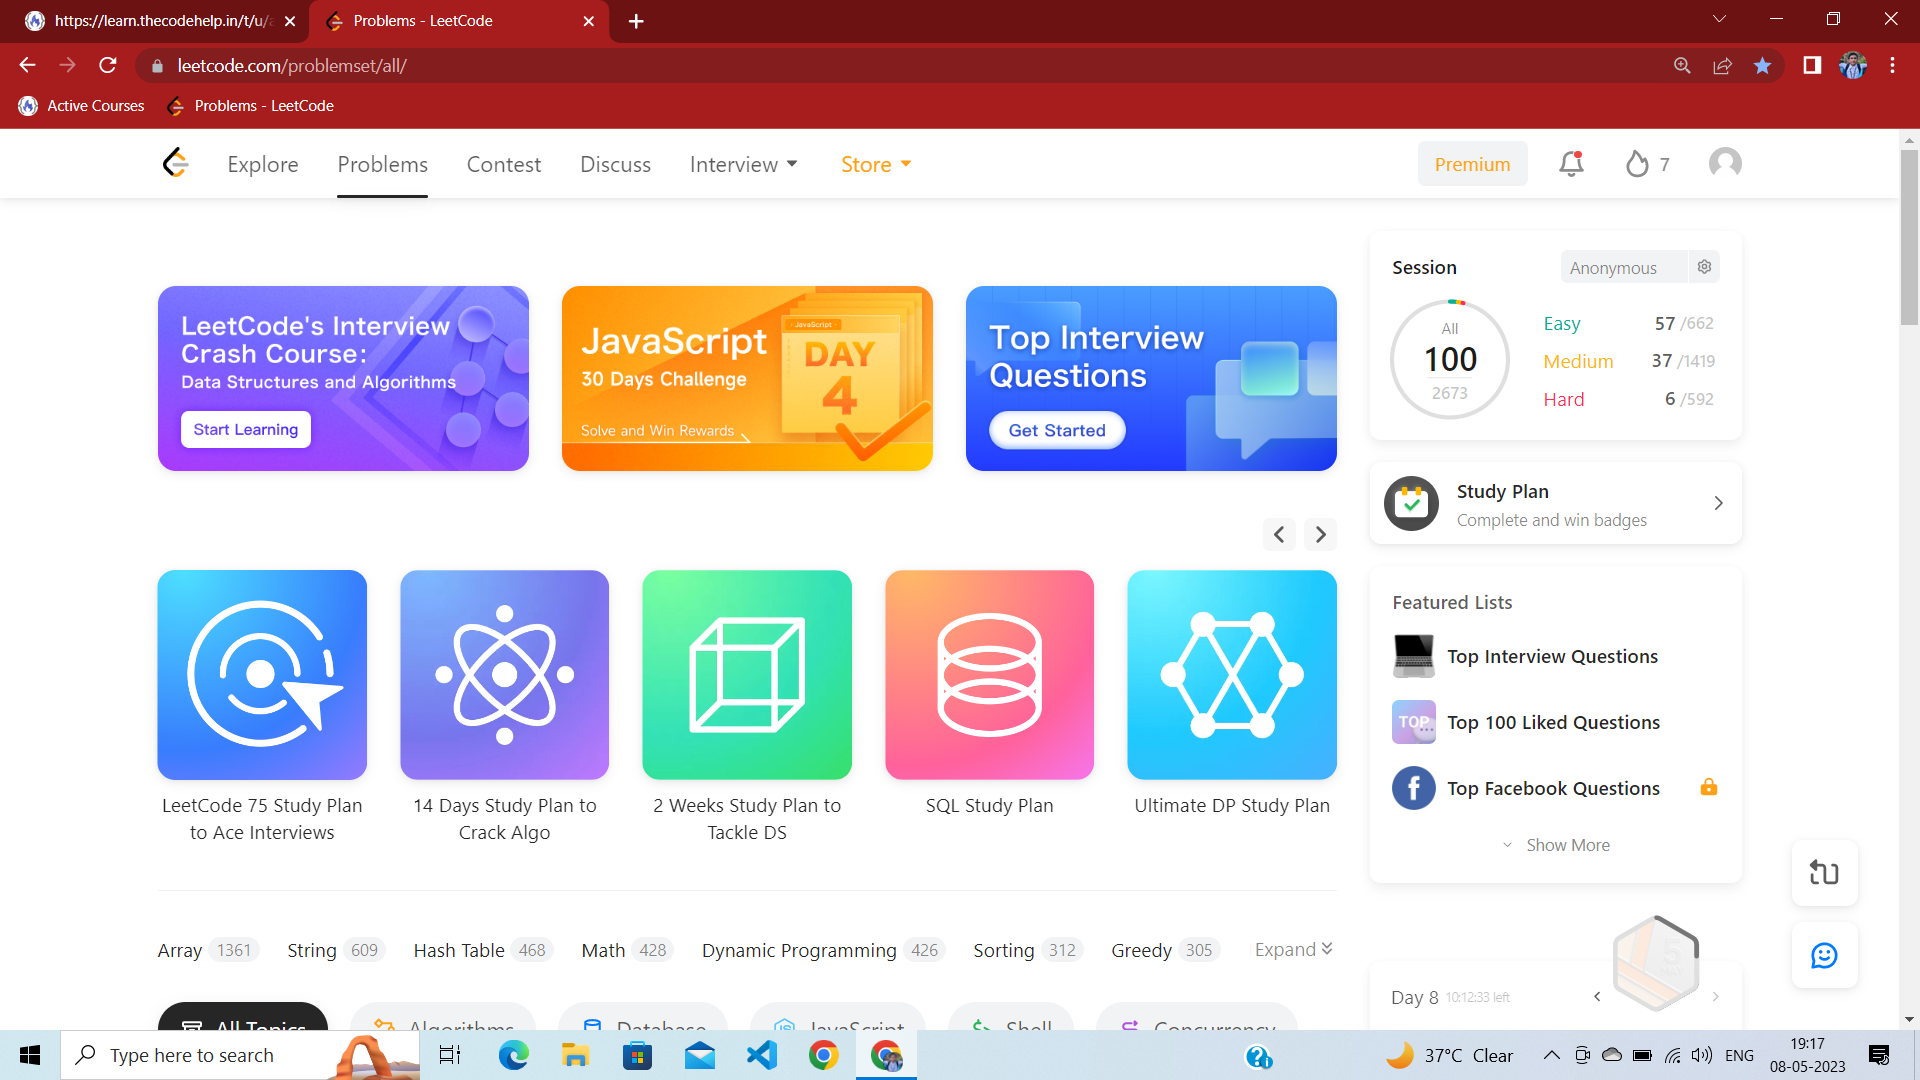 https://learn.thecodehelp.in/t/u/a
Problems - LeetCode
leetcode.com/problemset/all/
Active Courses
Problems - LeetCode
Explore
Problems
Contest
Discuss
Interview
Store
Premium
7
LeetCode's Interview
Crash Course:
Data Structures and Algorithms
Start Learning
JavaScript
30 Days Challenge
Solve and Win Rewards
JavaScript
DAY
4
Top Interview
Questions
Get Started
Session
Anonymous
All
100
2673
Easy 57 /662
Medium 37 /1419
Hard 6 /592
Study Plan
Complete and win badges
LeetCode 75 Study Plan
to Ace Interviews
14 Days Study Plan to
Crack Algo
2 Weeks Study Plan to
Tackle DS
SQL Study Plan
Ultimate DP Study Plan
Featured Lists
Top Interview Questions
TOP
Top 100 Liked Questions
f
Top Facebook Questions
Show More
Array 1361
String 609
Hash Table 468
Math 428
Dynamic Programming 426
Sorting 312
Greedy 305
Expand
All Topics
Algorithms
Database
JavaScript
Shell
Concurrency
Day 8 10:12:33 left
5
Type here to search
37°C Clear
ENG
19:17
08-05-2023